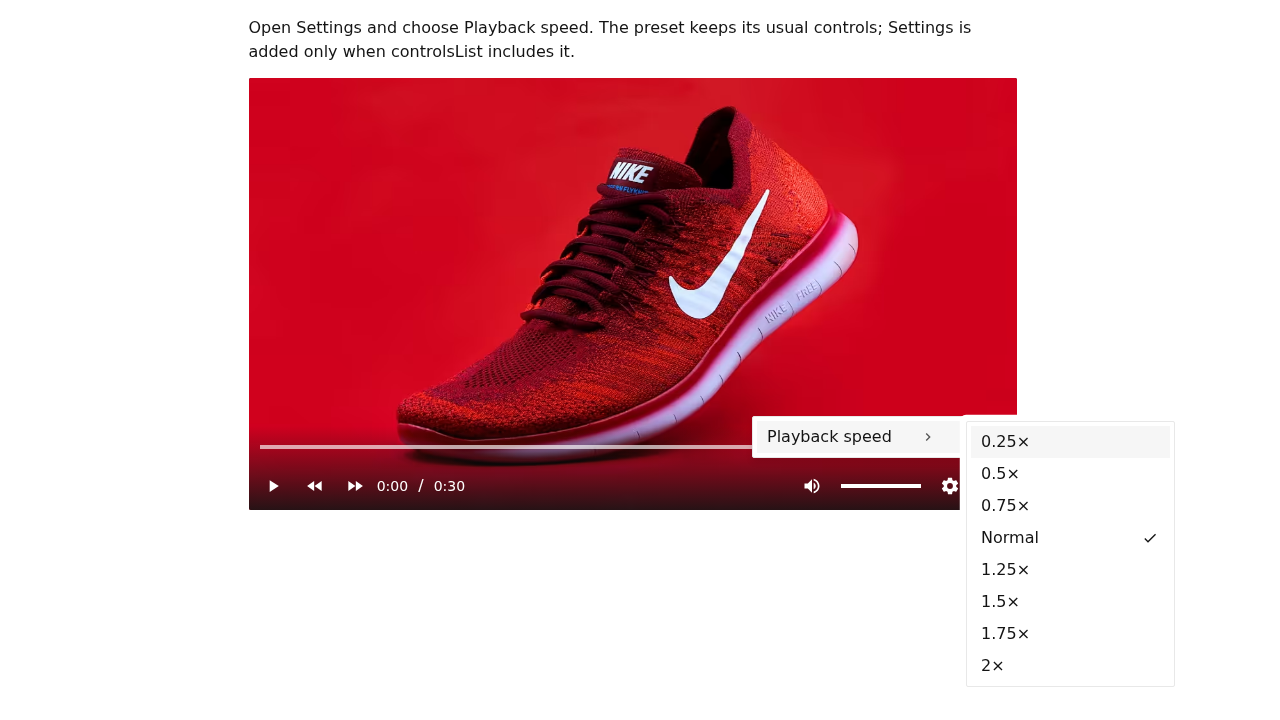 Open Settings and choose Playback speed. The preset keeps its usual controls; Settings is
added only when controlsList includes it.
NIKE
NIKE FREE
Playback speed
0:00 / 0:30
0.25×
0.5×
0.75×
Normal
1.25×
1.5×
1.75×
2×